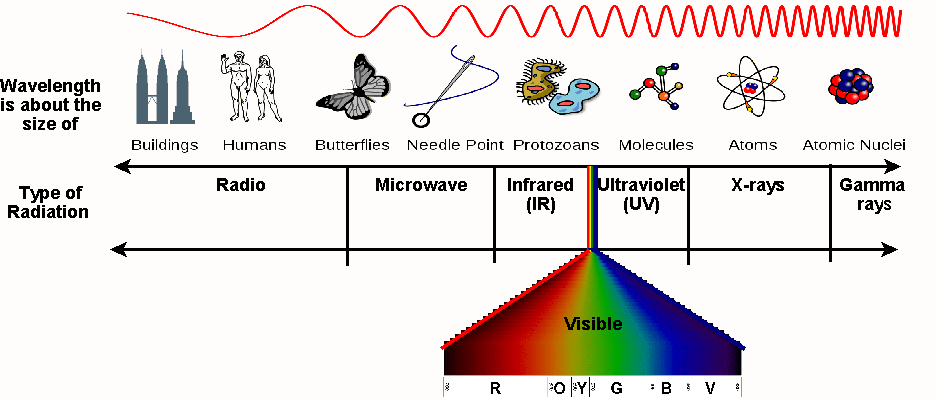 Wavelength
is about the
size of
Buildings Humans Butterflies Needle Point Protozoans Molecules Atoms Atomic Nuclei
Type of
Radiation
Radio Microwave Infrared
(IR) Ultraviolet
(UV) X-rays Gamma
rays
Visible
R O Y G B V